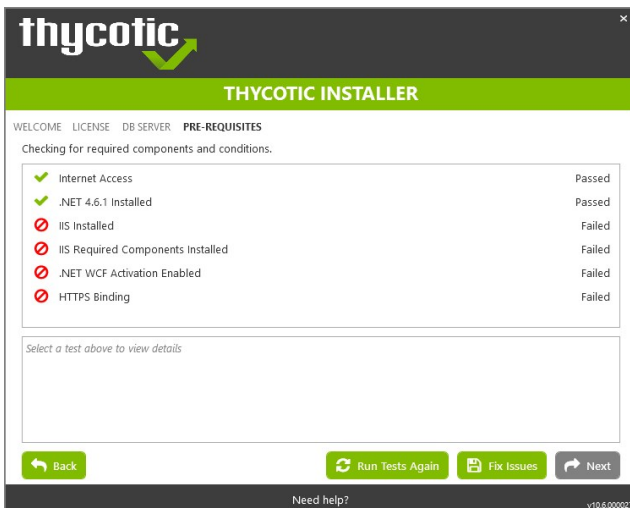 thycotic
×
THYCOTIC INSTALLER
WELCOME LICENSE DB SERVER PRE-REQUISITES
Checking for required components and conditions.
Internet Access Passed
.NET 4.6.1 Installed Passed
IIS Installed Failed
IIS Required Components Installed Failed
.NET WCF Activation Enabled Failed
HTTPS Binding Failed
Select a test above to view details
Back Run Tests Again Fix Issues Next
Need help?